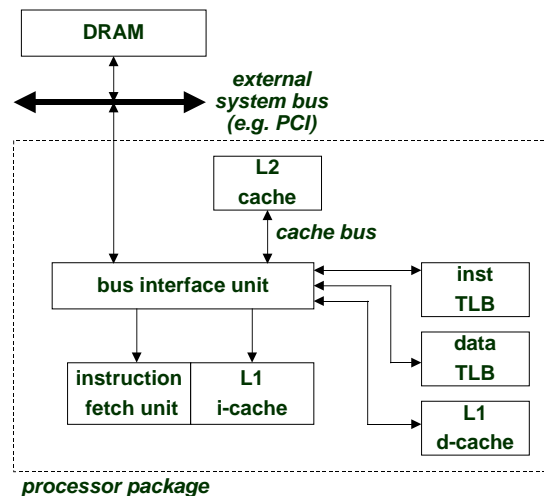 DRAM
external
system bus
(e.g. PCI)
L2
cache
cache bus
bus interface unit
inst
TLB
data
TLB
instruction
fetch unit
L1
i-cache
L1
d-cache
processor package